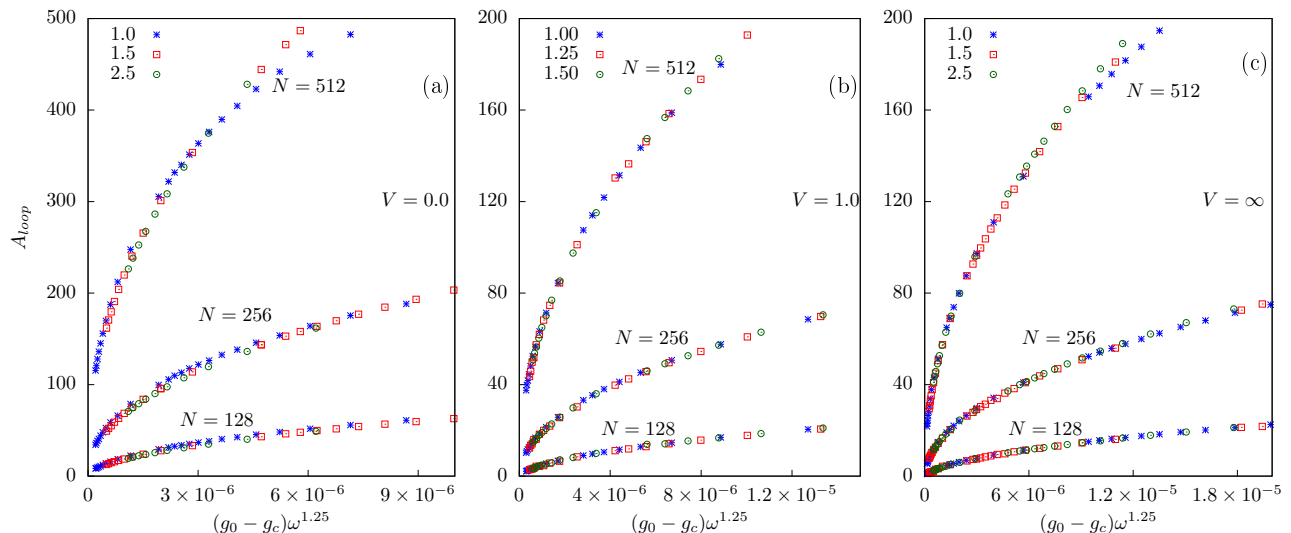 A_{loop}
500
400
300
200
100
0
1.0
1.5
2.5
(a)
N = 512
V = 0.0
N = 256
N = 128
0
3 × 10^{-6}
6 × 10^{-6}
9 × 10^{-6}
(g_0 − g_c)ω^{1.25}
200
160
120
80
40
0
1.00
1.25
1.50
(b)
N = 512
V = 1.0
N = 256
N = 128
0
4 × 10^{-6}
8 × 10^{-6}
1.2 × 10^{-5}
(g_0 − g_c)ω^{1.25}
200
160
120
80
40
0
1.0
1.5
2.5
(c)
N = 512
V = ∞
N = 256
N = 128
0
6 × 10^{-6}
1.2 × 10^{-5}
1.8 × 10^{-5}
(g_0 − g_c)ω^{1.25}